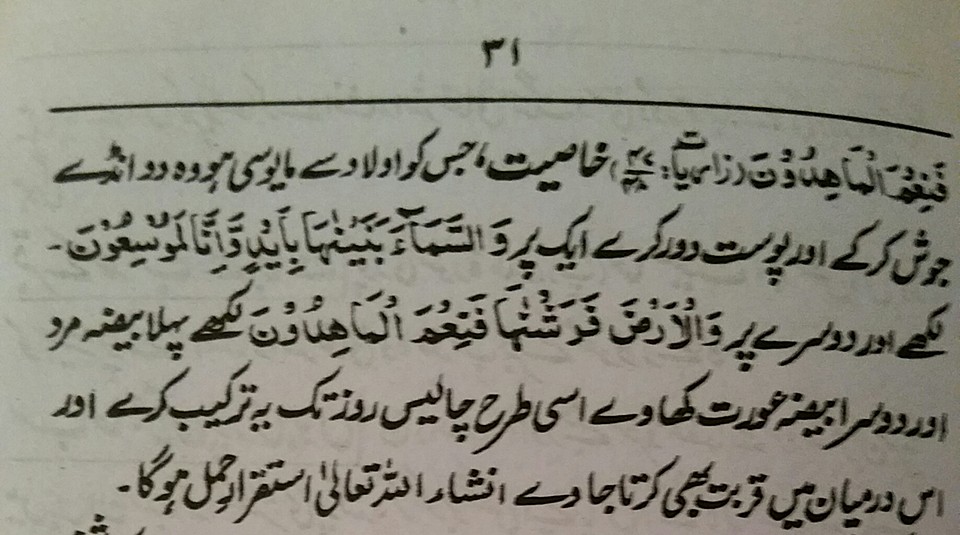 ۳۱
فَنِعْمَ الْمَاهِدُوْنَ (زاریات: ۴۷ ۴۸) خاصیت، جس کو اولاد سے مایوسی ہو وہ دو انڈے
جوش کرکے اور پوست دور کرے ایک پر وَ السَّمَآءَ بَنَيْنٰهَا بِاَيْدٍ وَّاِنَّا لَمُوْسِعُوْنَ۔
لکھے اور دوسرے پر وَالْاَرْضَ فَرَشْنٰهَا فَنِعْمَ الْمَاهِدُوْنَ لکھے پہلا بیضہ مرد
اور دوسرا بیضہ عورت کھاوے اسی طرح چالیس روز تک یہ ترکیب کرے اور
اس درمیان میں قربت بھی کرتا جاوے انشاء اللہ تعالیٰ استقرارِ حمل ہوگا۔